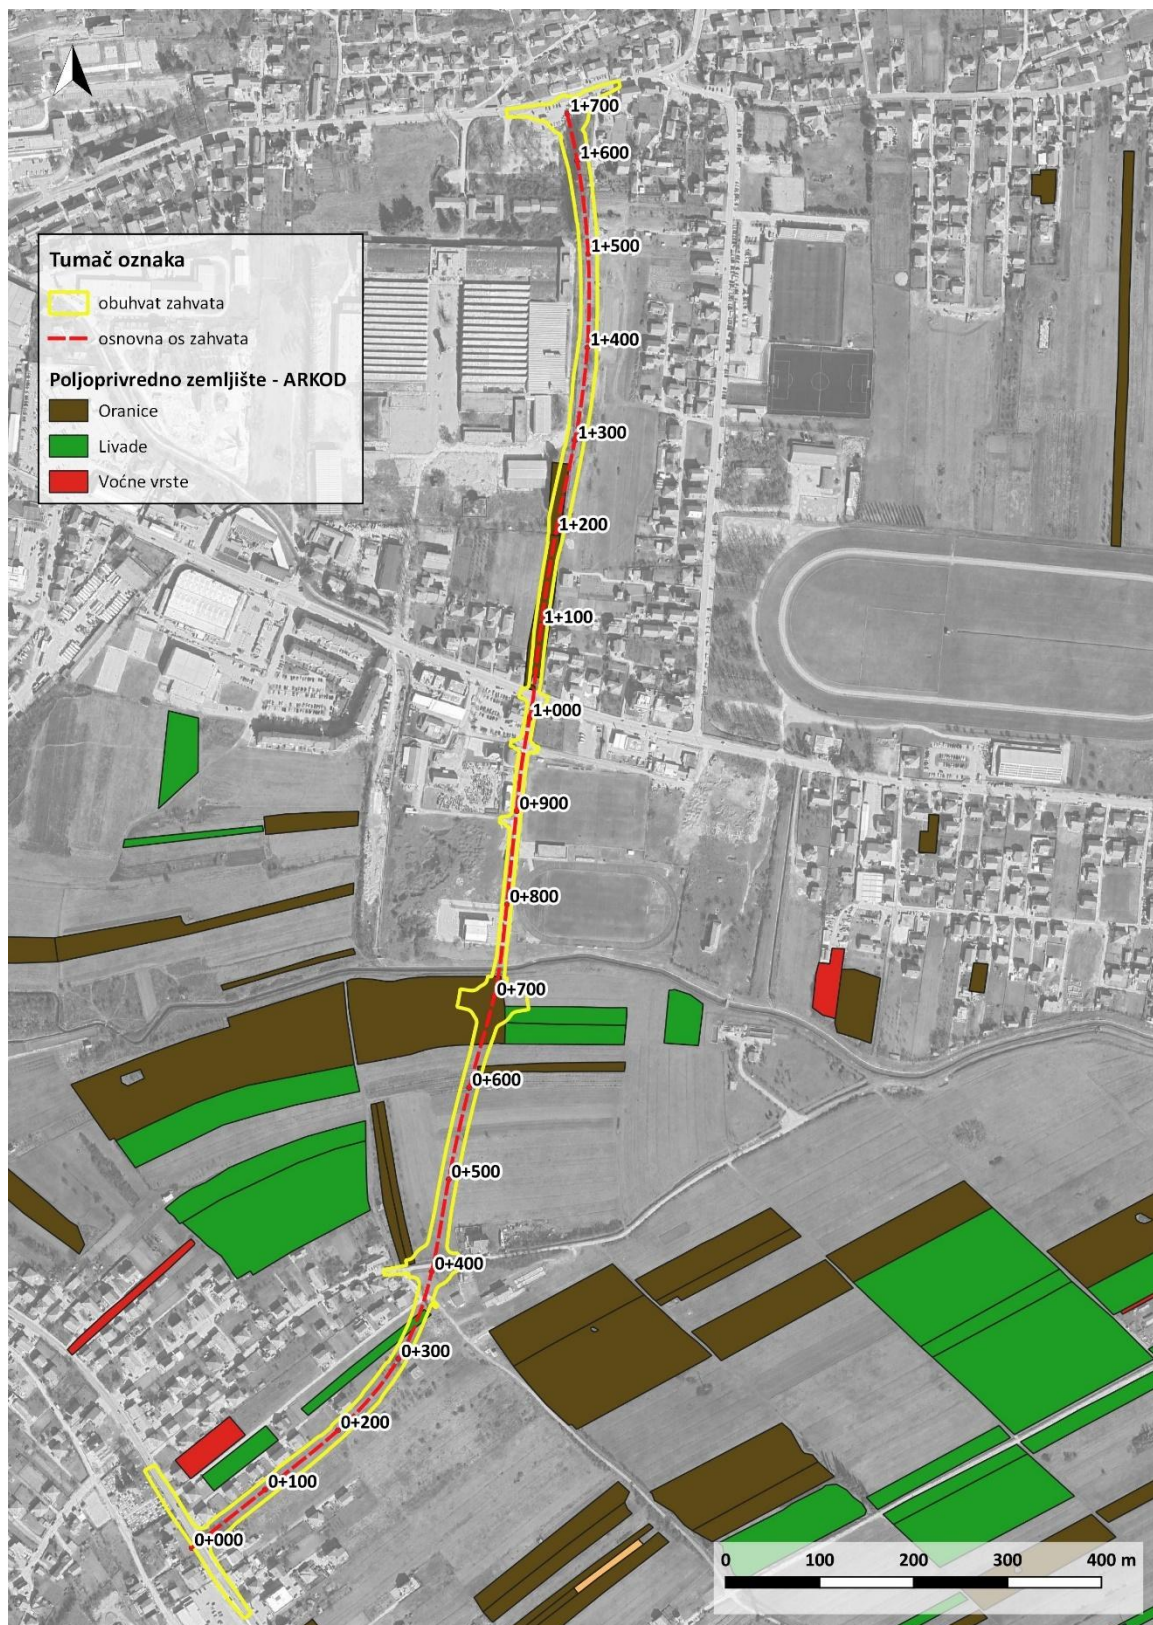 1+700
1+600
1+500
Tumač oznaka
obuhvat zahvata
osnovna os zahvata
Poljoprivredno zemljište - ARKOD
Oranice
Livade
Voćne vrste
1+400
1+300
1+200
1+100
1+000
0+900
0+800
0+700
0+600
0+500
0+400
0+300
0+200
0+100
0+000
0 100 200 300 400 m